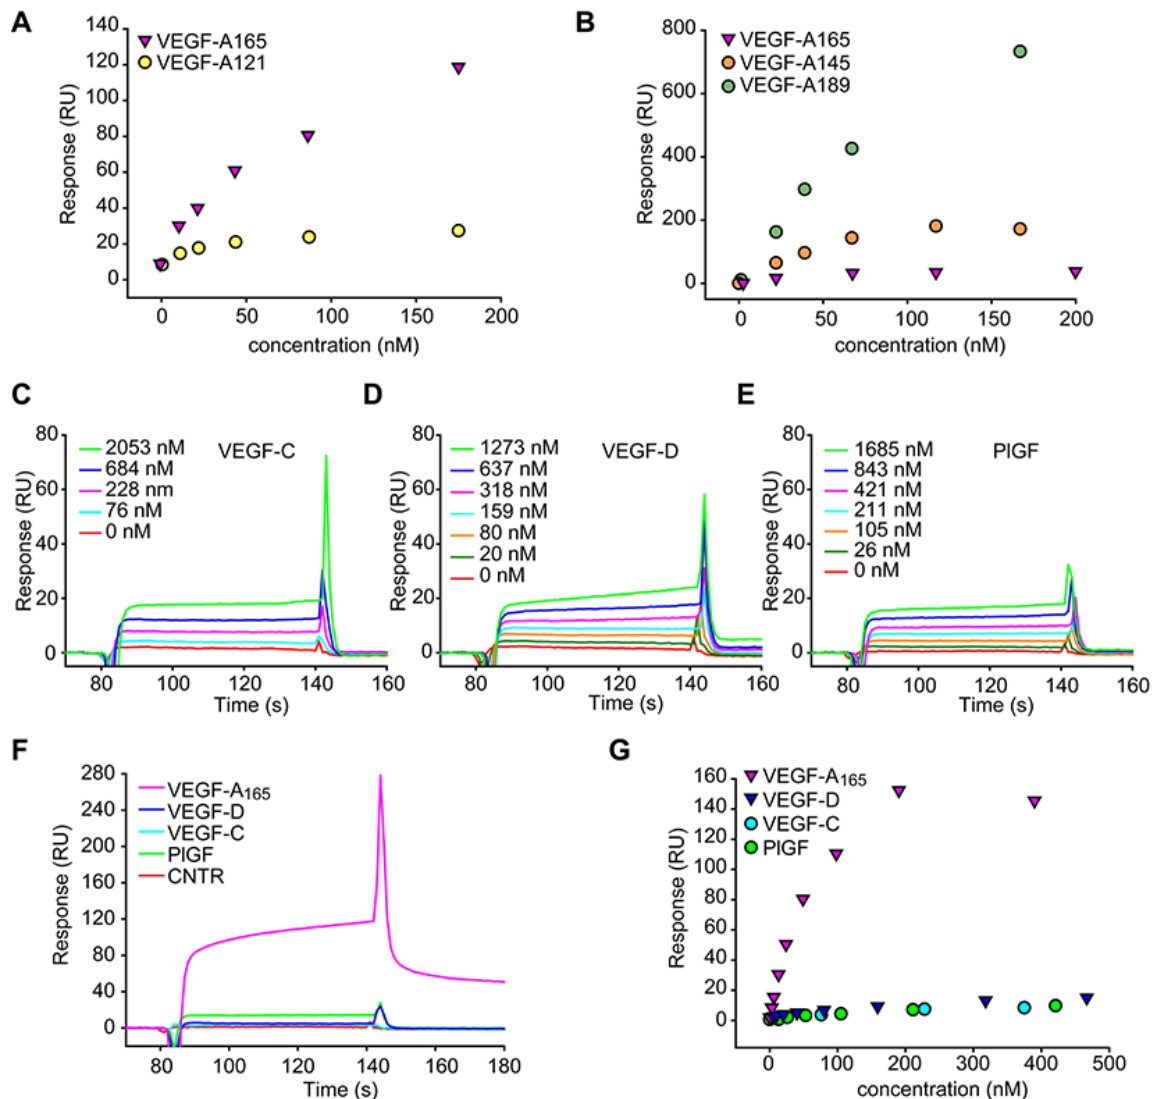 A
140
120
100
80
60
40
20
0
Response (RU)
VEGF-A165
VEGF-A121
0
50
100
150
200
concentration (nM)
B
800
600
400
200
0
Response (RU)
VEGF-A165
VEGF-A145
VEGF-A189
0
50
100
150
200
concentration (nM)
C
80
60
40
20
0
Response (RU)
VEGF-C
2053 nM
684 nM
228 nm
76 nM
0 nM
80
100
120
140
160
Time (s)
D
80
60
40
20
0
Response (RU)
VEGF-D
1273 nM
637 nM
318 nM
159 nM
80 nM
20 nM
0 nM
80
100
120
140
160
Time (s)
E
80
60
40
20
0
Response (RU)
PIGF
1685 nM
843 nM
421 nM
211 nM
105 nM
26 nM
0 nM
80
100
120
140
160
Time (s)
F
280
240
200
160
120
80
40
0
Response (RU)
VEGF-A165
VEGF-D
VEGF-C
PIGF
CNTR
80
100
120
140
160
180
Time (s)
G
160
140
120
100
80
60
40
20
0
Response (RU)
VEGF-A165
VEGF-D
VEGF-C
PIGF
0
100
200
300
400
500
concentration (nM)